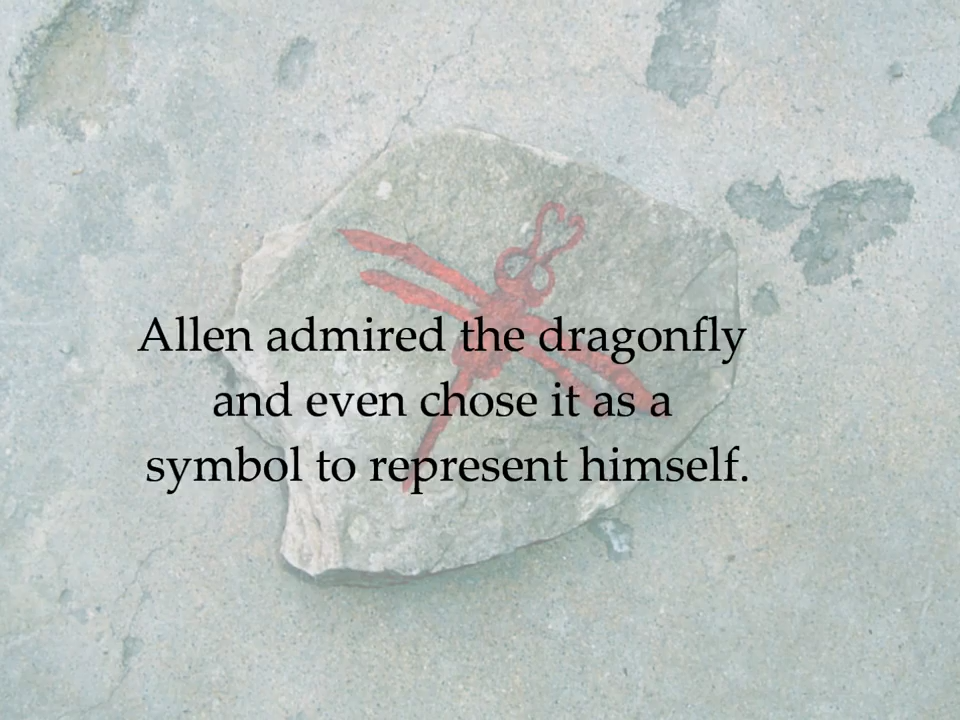 Allen admired the dragonfly
and even chose it as a
symbol to represent himself.